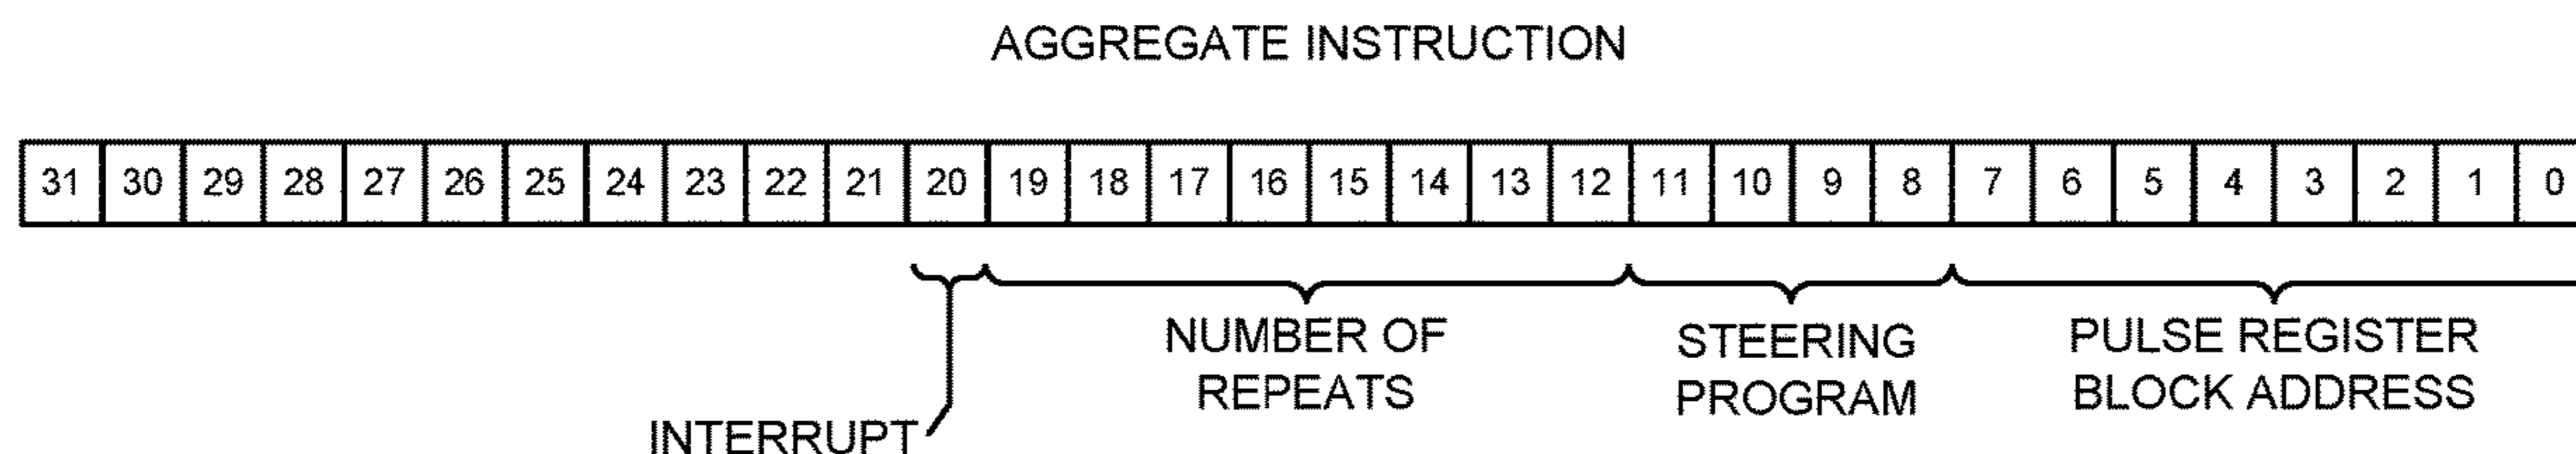 AGGREGATE INSTRUCTION
31 30 29 28 27 26 25 24 23 22 21 20 19 18 17 16 15 14 13 12 11 10 9 8 7 6 5 4 3 2 1 0
NUMBER OF
REPEATS
STEERING
PROGRAM
PULSE REGISTER
BLOCK ADDRESS
INTERRUPT